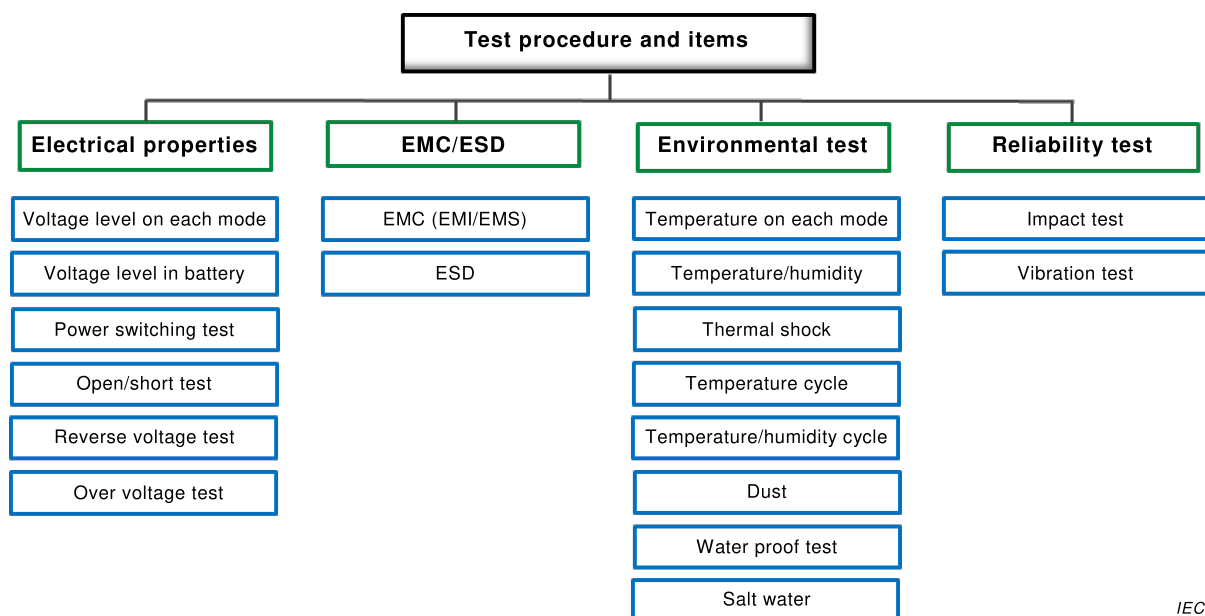 Test procedure and items
Electrical properties
EMC/ESD
Environmental test
Reliability test
Voltage level on each mode
Voltage level in battery
Power switching test
Open/short test
Reverse voltage test
Over voltage test
EMC (EMI/EMS)
ESD
Temperature on each mode
Temperature/humidity
Thermal shock
Temperature cycle
Temperature/humidity cycle
Dust
Water proof test
Salt water
Impact test
Vibration test
IEC